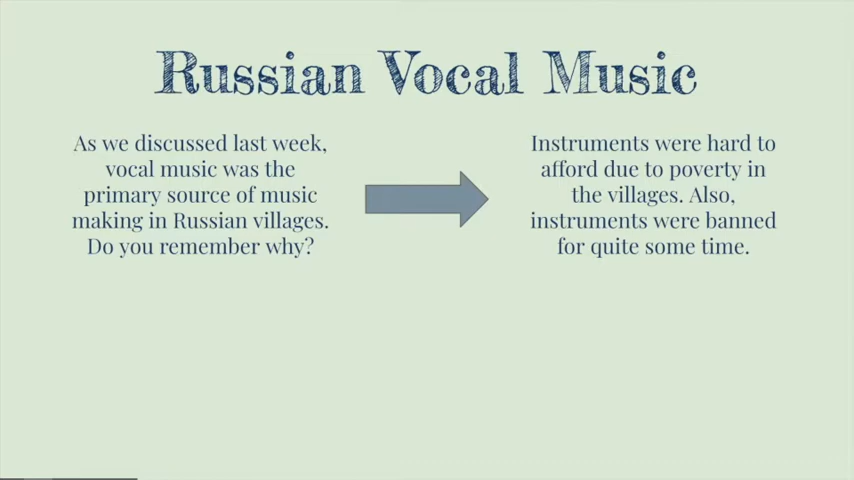 Russian Vocal Music
As we discussed last week,
vocal music was the
primary source of music
making in Russian villages.
Do you remember why?
Instruments were hard to
afford due to poverty in
the villages. Also,
instruments were banned
for quite some time.